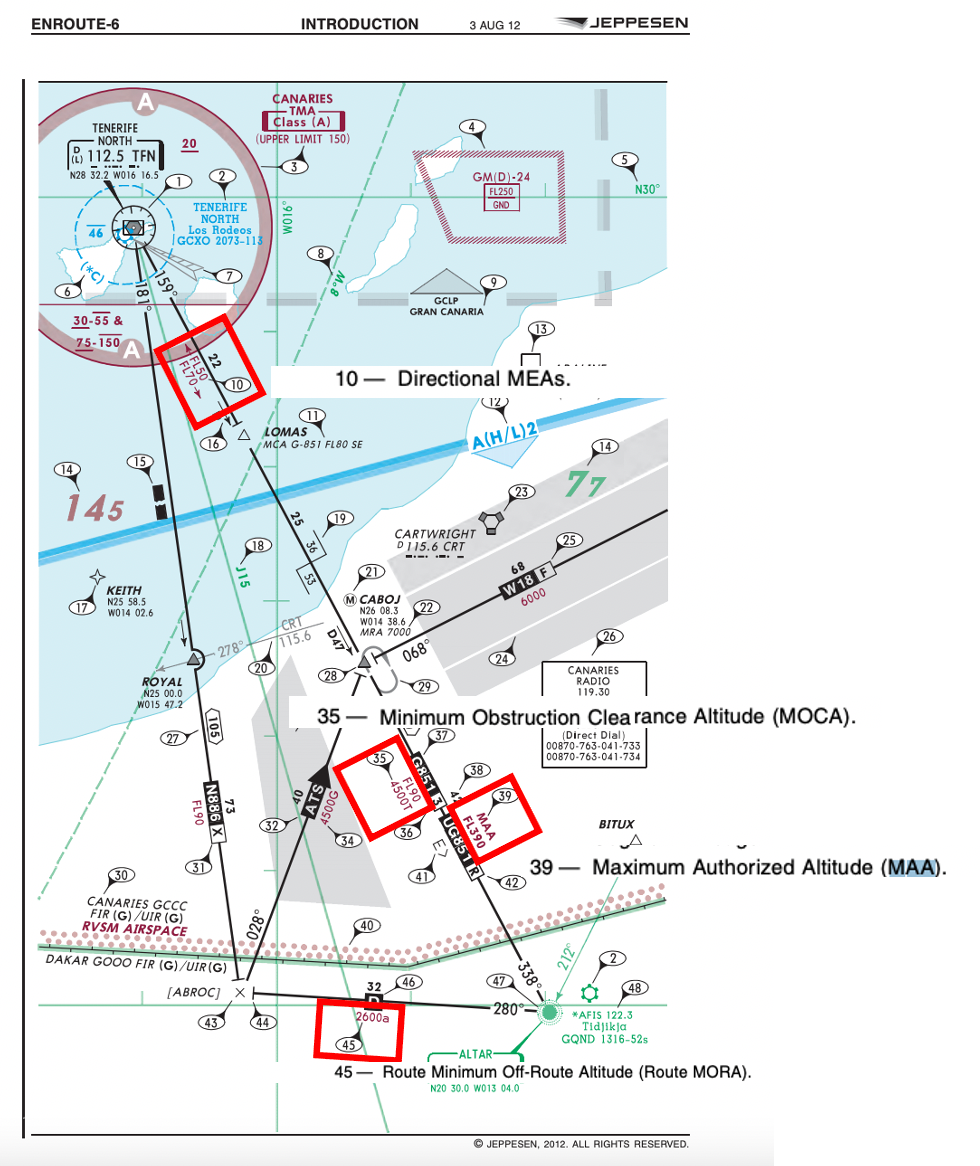 ENROUTE-6 INTRODUCTION 3 AUG 12 JEPPESEN
A
CANARIES
TMA
Class (A)
(UPPER LIMIT 150)
3
TENERIFE
NORTH
D
(L) 112.5 TFN
N28 32.2 W016 16.5
20
1
2
TENERIFE
NORTH
Los Rodeos
GCXO 2073-113
46
(*C)
6
7
W016°
4
GM(D)-24
FL250
GND
5
N30°
8
8°W
9
GCLP
GRAN CANARIA
181°
159°
30-55 &
75-150
A
22
FL50
FL70
10
10 — Directional MEAs.
13
12
16
11
LOMAS
MCA G-851 FL80 SE
A(H/L)2
14
145
15
14
77
23
CARTWRIGHT
D 115.6 CRT
25
36
53
19
18
J15
17
KEITH
N25 58.5
W014 02.6
21
M CABOJ
N26 08.3
W014 38.6
MRA 7000
22
68
25
W18 F
6000
24
26
CANARIES
RADIO
119.30
(Direct Dial)
00870-763-041-733
00870-763-041-734
CRT
115.6
278°
20
D47
068°
28
29
ROYAL
N25 00.0
W015 47.2
35 — Minimum Obstruction Clearance Altitude (MOCA).
27
105
37
35
FL90
4500T
G851
38
39
MAA
FL390
36
UG851 R
41
42
E
73
N886 X
FL90
31
40
ATS
4500G
32
34
BITUX
39 — Maximum Authorized Altitude (MAA).
30
CANARIES GCCC
FIR (G)/UIR (G)
RVSM AIRSPACE
028°
40
DAKAR GOOO FIR (G)/UIR(G)
[ABROC]
43
44
32
46
2600a
45
280°
47
338°
212°
2
48
*AFIS 122.3
Tidjikja
GQND 1316-52s
ALTAR
45 — Route Minimum Off-Route Altitude (Route MORA).
N20 30.0 W013 04.0
© JEPPESEN, 2012. ALL RIGHTS RESERVED.